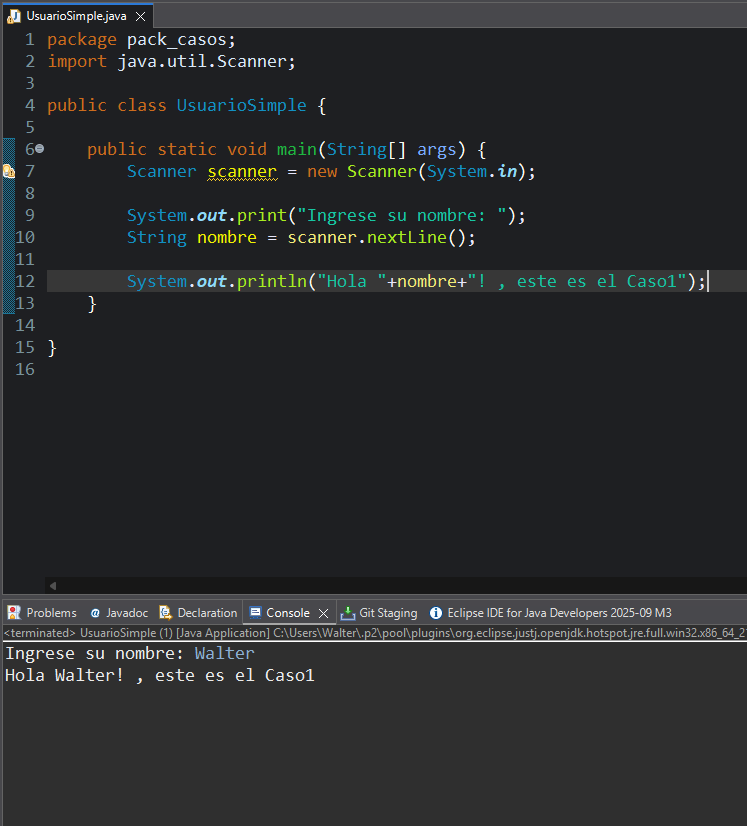 UsuarioSimple.java
1 package pack_casos;
2 import java.util.Scanner;
3
4 public class UsuarioSimple {
5
6 public static void main(String[] args) {
7 Scanner scanner = new Scanner(System.in);
8
9 System.out.print("Ingrese su nombre: ");
10 String nombre = scanner.nextLine();
11
12 System.out.println("Hola "+nombre+"! , este es el Caso1");
13 }
14
15 }
16
Problems @ Javadoc Declaration Console Git Staging Eclipse IDE for Java Developers 2025-09 M3
<terminated> UsuarioSimple (1) [Java Application] C:\Users\Walter\.p2\pool\plugins\org.eclipse.justj.openjdk.hotspot.jre.full.win32.x86_64_21
Ingrese su nombre: Walter
Hola Walter! , este es el Caso1